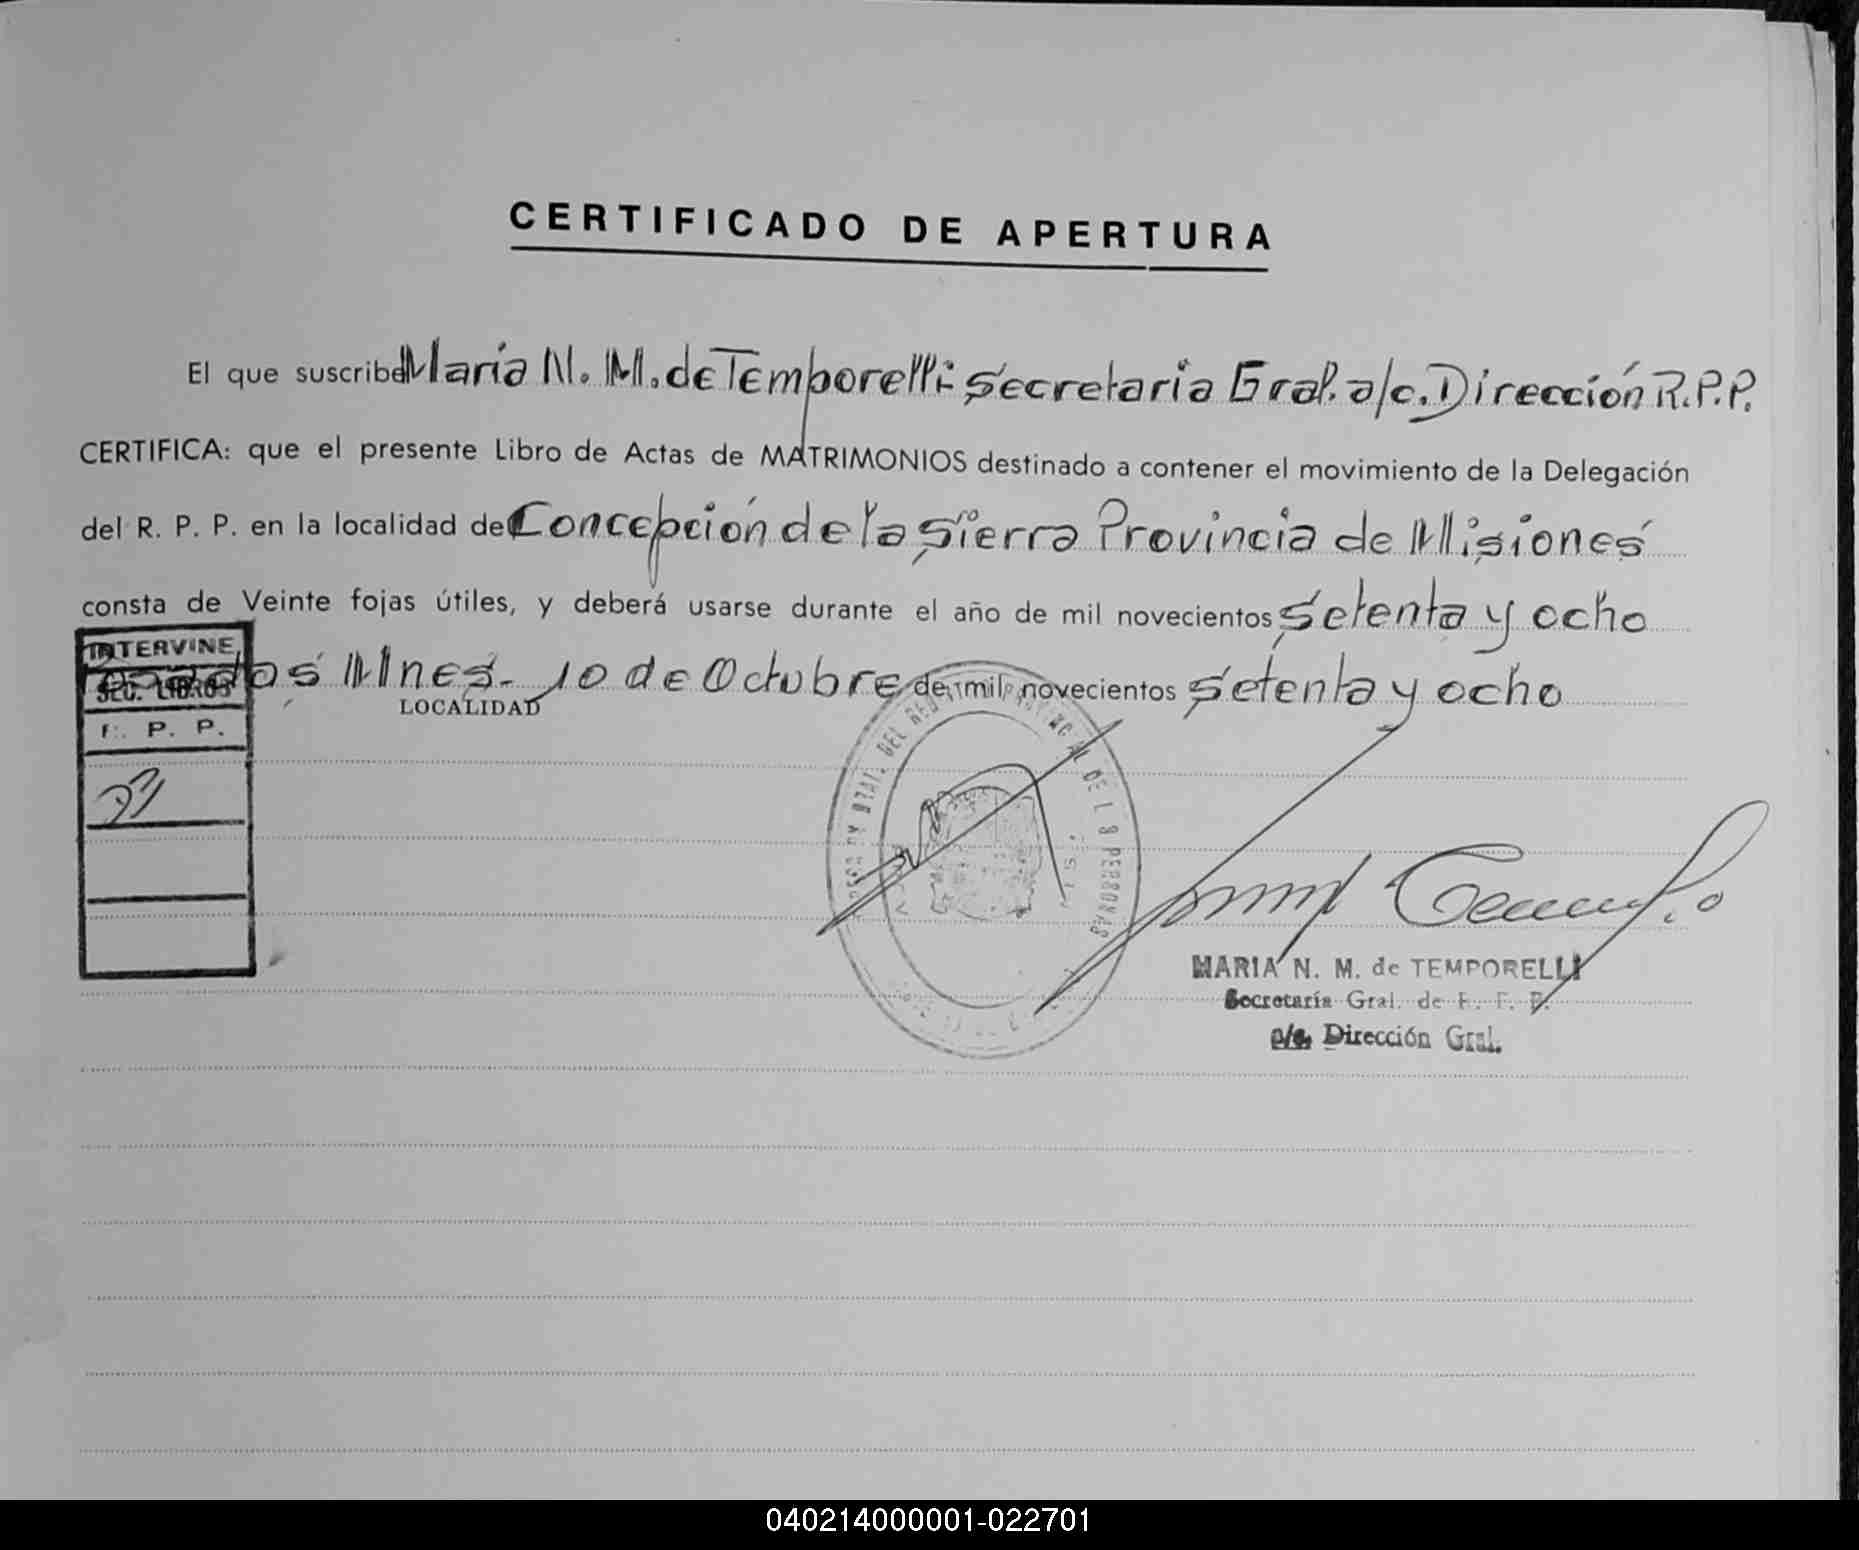 CERTIFICADO DE APERTURA
El que suscribe María N. M. de Temporelli Secretaria Gral. a/c. Dirección R.P.P.
CERTIFICA: que el presente Libro de Actas de MATRIMONIOS destinado a contener el movimiento de la Delegación
del R. P. P. en la localidad de Concepción de la Sierra Provincia de Misiones
consta de Veinte fojas útiles, y deberá usarse durante el año de mil novecientos Setenta y ocho
Posadas Mnes. 10 de Octubre de mil novecientos Setenta y ocho
LOCALIDAD
INTERVINE
SEC. LIBROS
R. P. P.
MARIA N. M. de TEMPORELLI
Secretaria Gral. de
a/c. Dirección Gral.
040214000001-022701